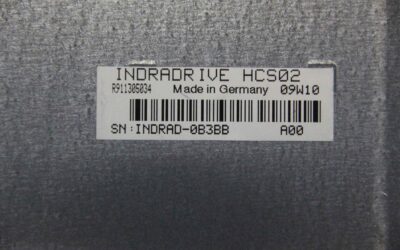 INDRADRIVE HCS02
R911305034 Made in Germany 09W10
SN:INDRAD-0B3BB A00